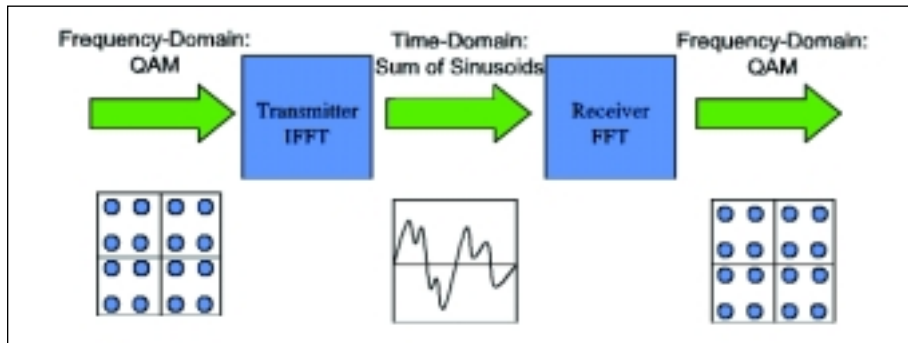 Frequency-Domain:
QAM
Time-Domain:
Sum of Sinusoids
Frequency-Domain:
QAM
Transmitter
IFFT
Receiver
FFT